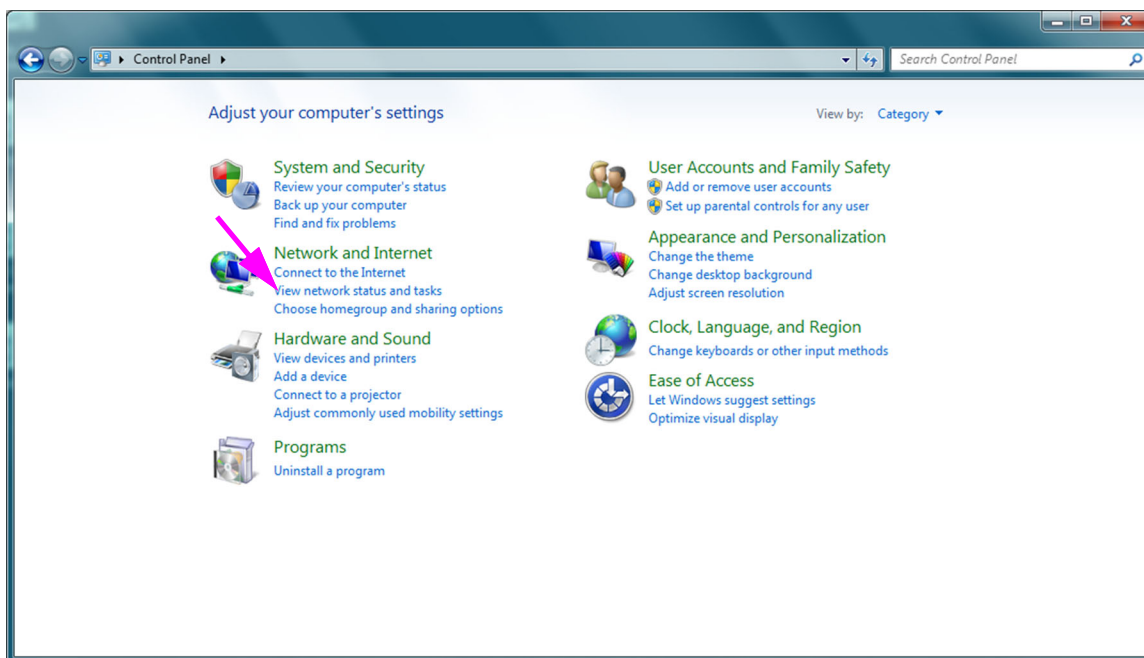 Control Panel
Search Control Panel
Adjust your computer's settings
View by: Category
System and Security
Review your computer's status
Back up your computer
Find and fix problems
Network and Internet
Connect to the Internet
View network status and tasks
Choose homegroup and sharing options
Hardware and Sound
View devices and printers
Add a device
Connect to a projector
Adjust commonly used mobility settings
Programs
Uninstall a program
User Accounts and Family Safety
Add or remove user accounts
Set up parental controls for any user
Appearance and Personalization
Change the theme
Change desktop background
Adjust screen resolution
Clock, Language, and Region
Change keyboards or other input methods
Ease of Access
Let Windows suggest settings
Optimize visual display